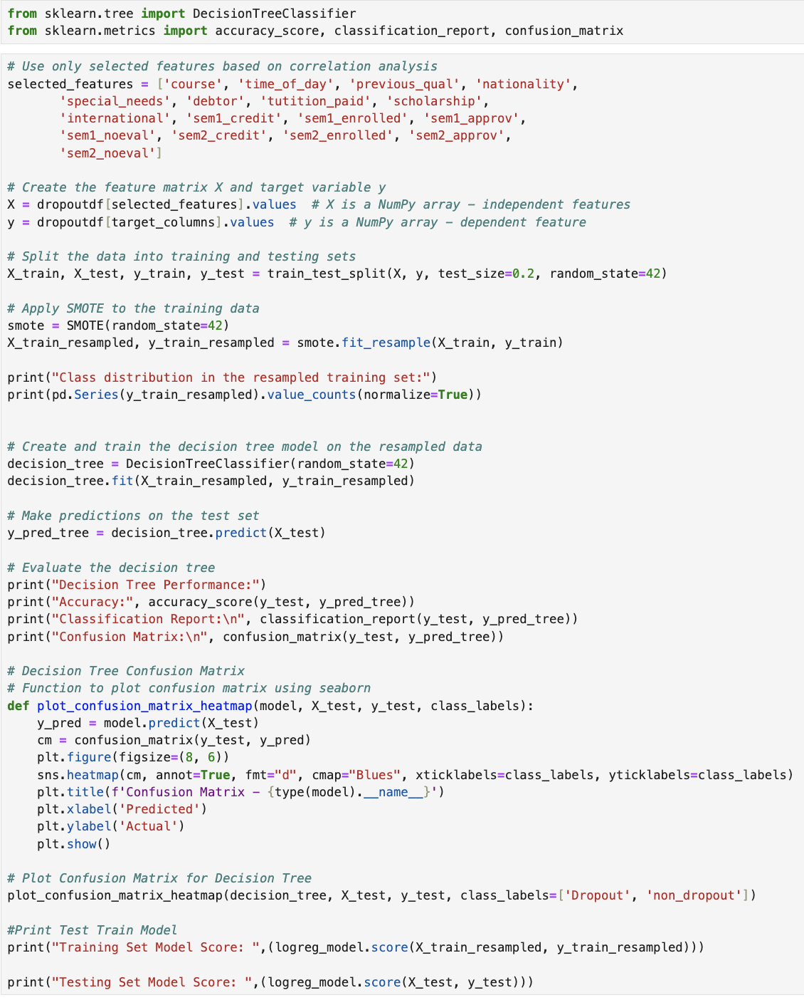 from sklearn.tree import DecisionTreeClassifier
from sklearn.metrics import accuracy_score, classification_report, confusion_matrix
# Use only selected features based on correlation analysis
selected_features = ['course', 'time_of_day', 'previous_qual', 'nationality',
       'special_needs', 'debtor', 'tutition_paid', 'scholarship',
       'international', 'sem1_credit', 'sem1_enrolled', 'sem1_approv',
       'sem1_noeval', 'sem2_credit', 'sem2_enrolled', 'sem2_approv',
       'sem2_noeval']
# Create the feature matrix X and target variable y
X = dropoutdf[selected_features].values  # X is a NumPy array – independent features
y = dropoutdf[target_columns].values  # y is a NumPy array – dependent feature
# Split the data into training and testing sets
X_train, X_test, y_train, y_test = train_test_split(X, y, test_size=0.2, random_state=42)
# Apply SMOTE to the training data
smote = SMOTE(random_state=42)
X_train_resampled, y_train_resampled = smote.fit_resample(X_train, y_train)
print("Class distribution in the resampled training set:")
print(pd.Series(y_train_resampled).value_counts(normalize=True))
# Create and train the decision tree model on the resampled data
decision_tree = DecisionTreeClassifier(random_state=42)
decision_tree.fit(X_train_resampled, y_train_resampled)
# Make predictions on the test set
y_pred_tree = decision_tree.predict(X_test)
# Evaluate the decision tree
print("Decision Tree Performance:")
print("Accuracy:", accuracy_score(y_test, y_pred_tree))
print("Classification Report:\n", classification_report(y_test, y_pred_tree))
print("Confusion Matrix:\n", confusion_matrix(y_test, y_pred_tree))
# Decision Tree Confusion Matrix
# Function to plot confusion matrix using seaborn
def plot_confusion_matrix_heatmap(model, X_test, y_test, class_labels):
    y_pred = model.predict(X_test)
    cm = confusion_matrix(y_test, y_pred)
    plt.figure(figsize=(8, 6))
    sns.heatmap(cm, annot=True, fmt="d", cmap="Blues", xticklabels=class_labels, yticklabels=class_labels)
    plt.title(f'Confusion Matrix – {type(model).__name__}')
    plt.xlabel('Predicted')
    plt.ylabel('Actual')
    plt.show()
# Plot Confusion Matrix for Decision Tree
plot_confusion_matrix_heatmap(decision_tree, X_test, y_test, class_labels=['Dropout', 'non_dropout'])
#Print Test Train Model
print("Training Set Model Score: ",(logreg_model.score(X_train_resampled, y_train_resampled)))
print("Testing Set Model Score: ",(logreg_model.score(X_test, y_test)))